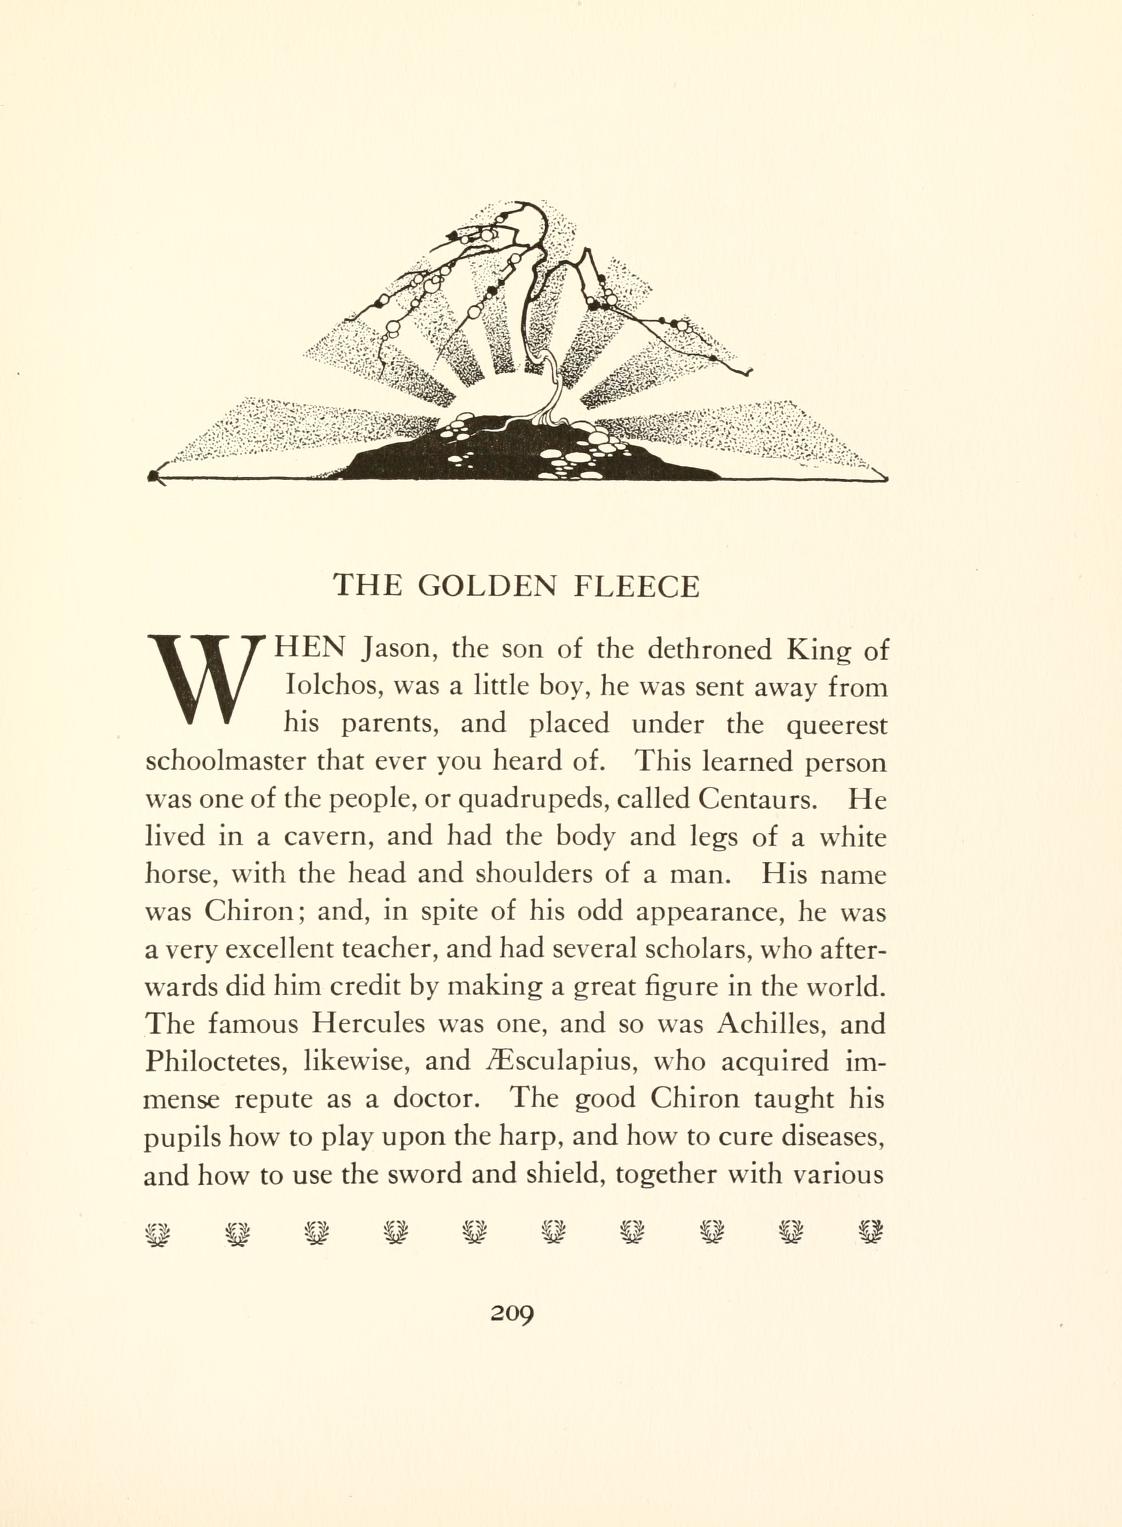 THE GOLDEN FLEECE
WHEN Jason, the son of the dethroned King of
Iolchos, was a little boy, he was sent away from
his parents, and placed under the queerest
schoolmaster that ever you heard of. This learned person
was one of the people, or quadrupeds, called Centaurs. He
lived in a cavern, and had the body and legs of a white
horse, with the head and shoulders of a man. His name
was Chiron; and, in spite of his odd appearance, he was
a very excellent teacher, and had several scholars, who after-
wards did him credit by making a great figure in the world.
The famous Hercules was one, and so was Achilles, and
Philoctetes, likewise, and Æsculapius, who acquired im-
mense repute as a doctor. The good Chiron taught his
pupils how to play upon the harp, and how to cure diseases,
and how to use the sword and shield, together with various
209